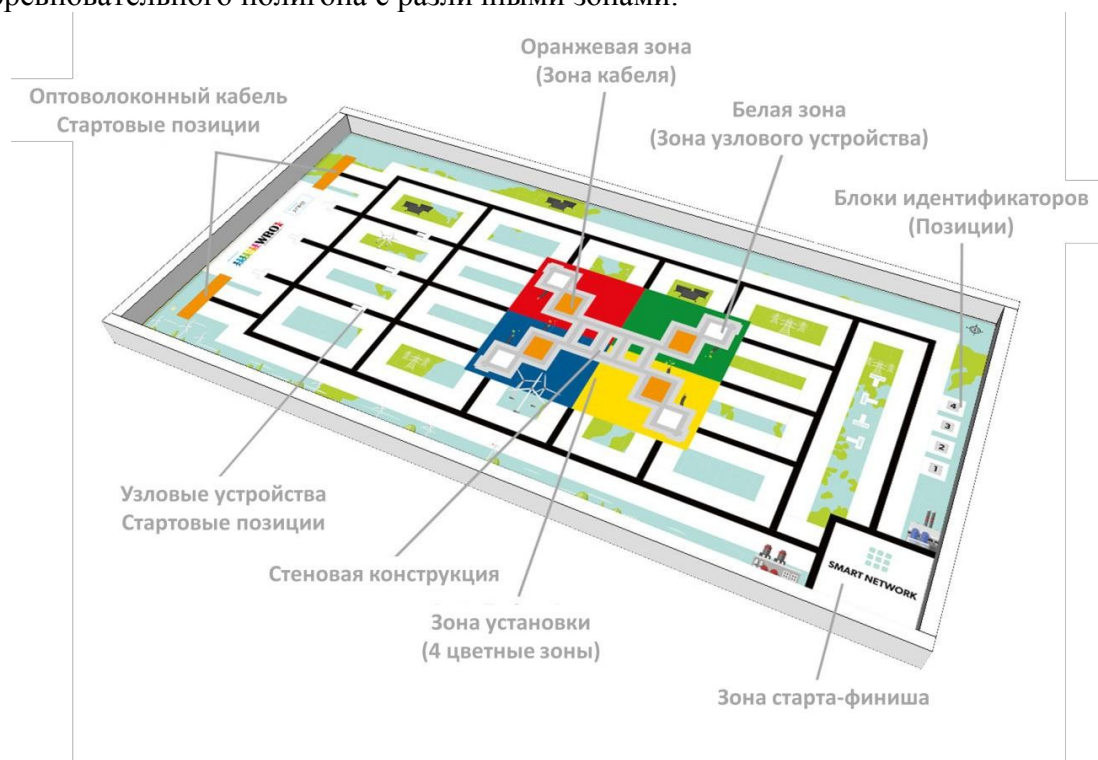 оревновательного полигона с различными зонами.
Оранжевая зона
(Зона кабеля)
Оптоволоконный кабель
Стартовые позиции
Белая зона
(Зона узлового устройства)
Блоки идентификаторов
(Позиции)
WRO
4
3
2
1
Узловые устройства
Стартовые позиции
Стеновая конструкция
SMART NETWORK
Зона установки
(4 цветные зоны)
Зона старта-финиша